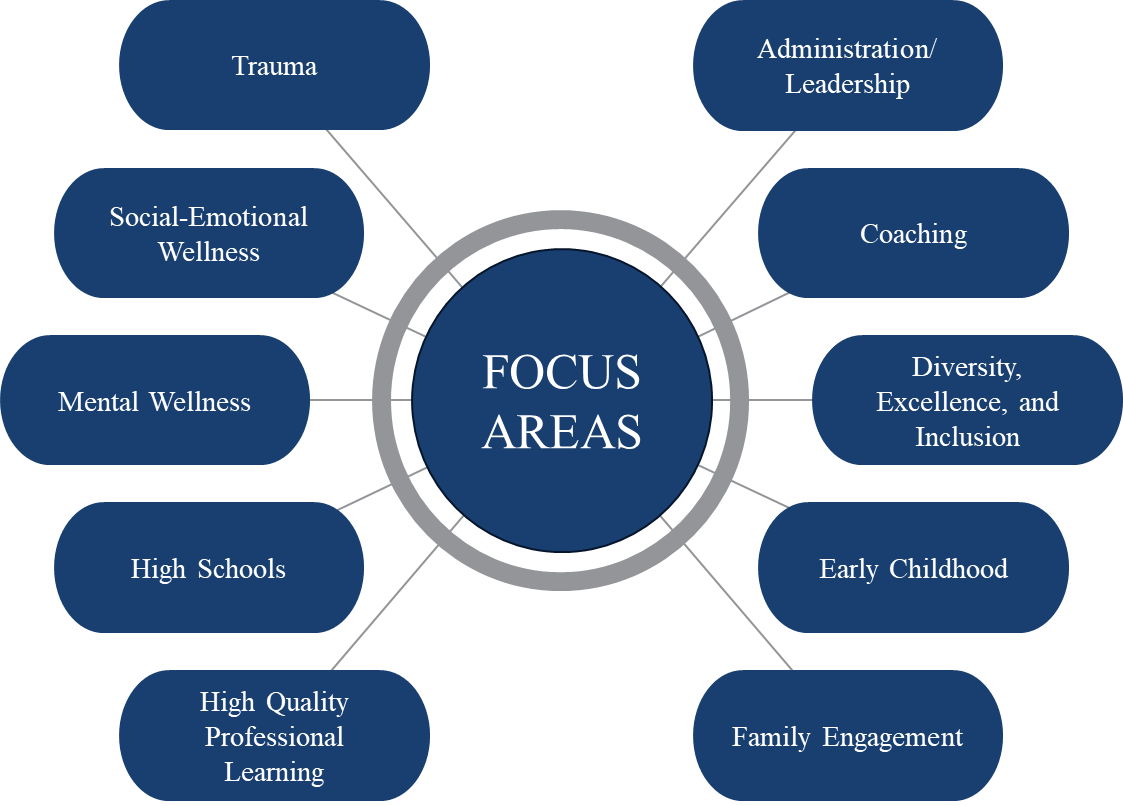 Trauma
Administration/
Leadership
Social-Emotional
Wellness
Coaching
FOCUS
AREAS
Mental Wellness
Diversity,
Excellence, and
Inclusion
High Schools
Early Childhood
High Quality
Professional
Learning
Family Engagement